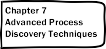 Chapter 7
Advanced Process
Discovery Techniques